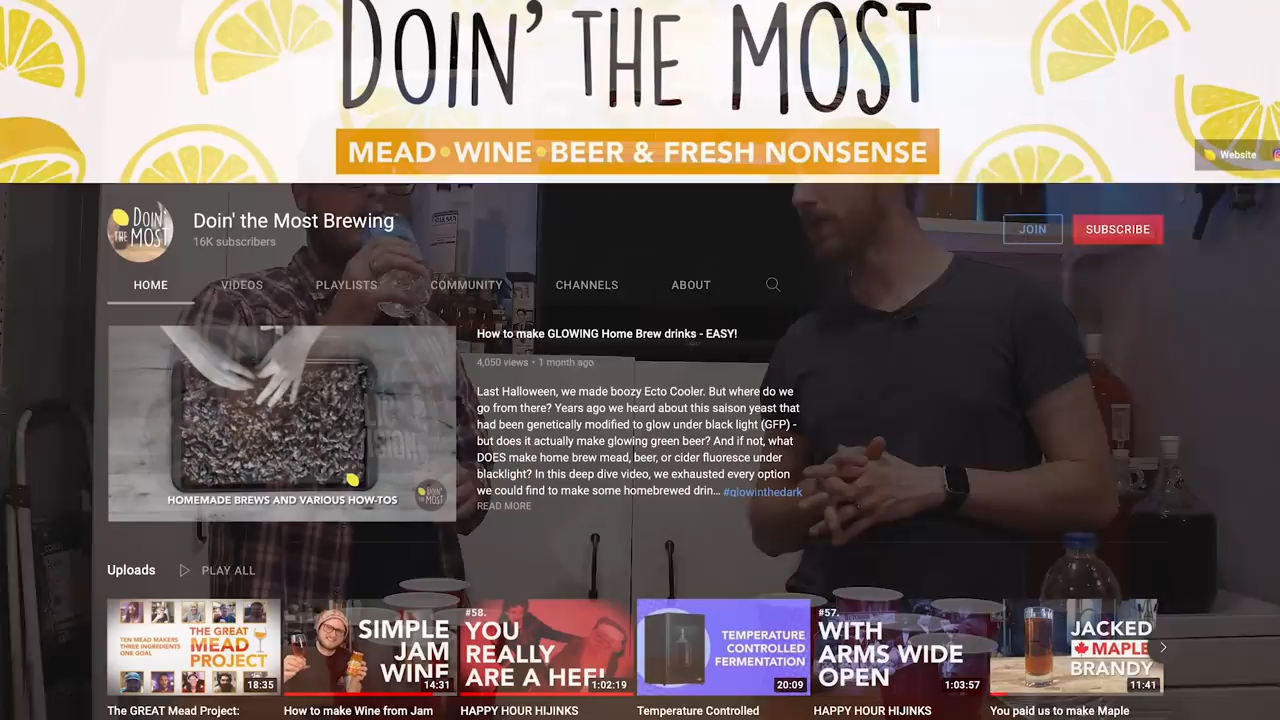 DOIN' THE MOST
MEAD•WINE•BEER & FRESH NONSENSE
Website
DOIN' THE MOST
Doin' the Most Brewing
16K subscribers
JOIN
SUBSCRIBE
HOME
VIDEOS
PLAYLISTS
COMMUNITY
CHANNELS
ABOUT
How to make GLOWING Home Brew drinks - EASY!
4,050 views • 1 month ago
Last Halloween, we made boozy Ecto Cooler. But where do we
go from there? Years ago we heard about this saison yeast that
had been genetically modified to glow under black light (GFP) -
but does it actually make glowing green beer? And if not, what
DOES make home brew mead, beer, or cider fluoresce under
blacklight? In this deep dive video, we exhausted every option
we could find to make some homebrewed drin... #glowinthedark
READ MORE
HOMEMADE BREWS AND VARIOUS HOW-TOS
DOIN' THE MOST
Uploads
PLAY ALL
TEN MEAD MAKERS
THREE INGREDIENTS
ONE GOAL
THE GREAT
MEAD
PROJECT
18:35
SIMPLE
JAM
WINE
14:31
#58.
YOU
REALLY
ARE A HEF!
1:02:19
TEMPERATURE
CONTROLLED
FERMENTATION
20:09
#57.
WITH
ARMS WIDE
OPEN
1:03:57
JACKED
MAPLE
BRANDY
11:41
The GREAT Mead Project:
How to make Wine from Jam
HAPPY HOUR HIJINKS
Temperature Controlled
HAPPY HOUR HIJINKS
You paid us to make Maple